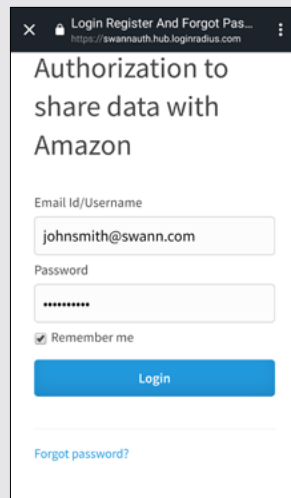 Login Register And Forgot Pas...
https://swannauth.hub.loginradius.com
Authorization to
share data with
Amazon
Email Id/Username
johnsmith@swann.com
Password
••••••••••
Remember me
Login
Forgot password?